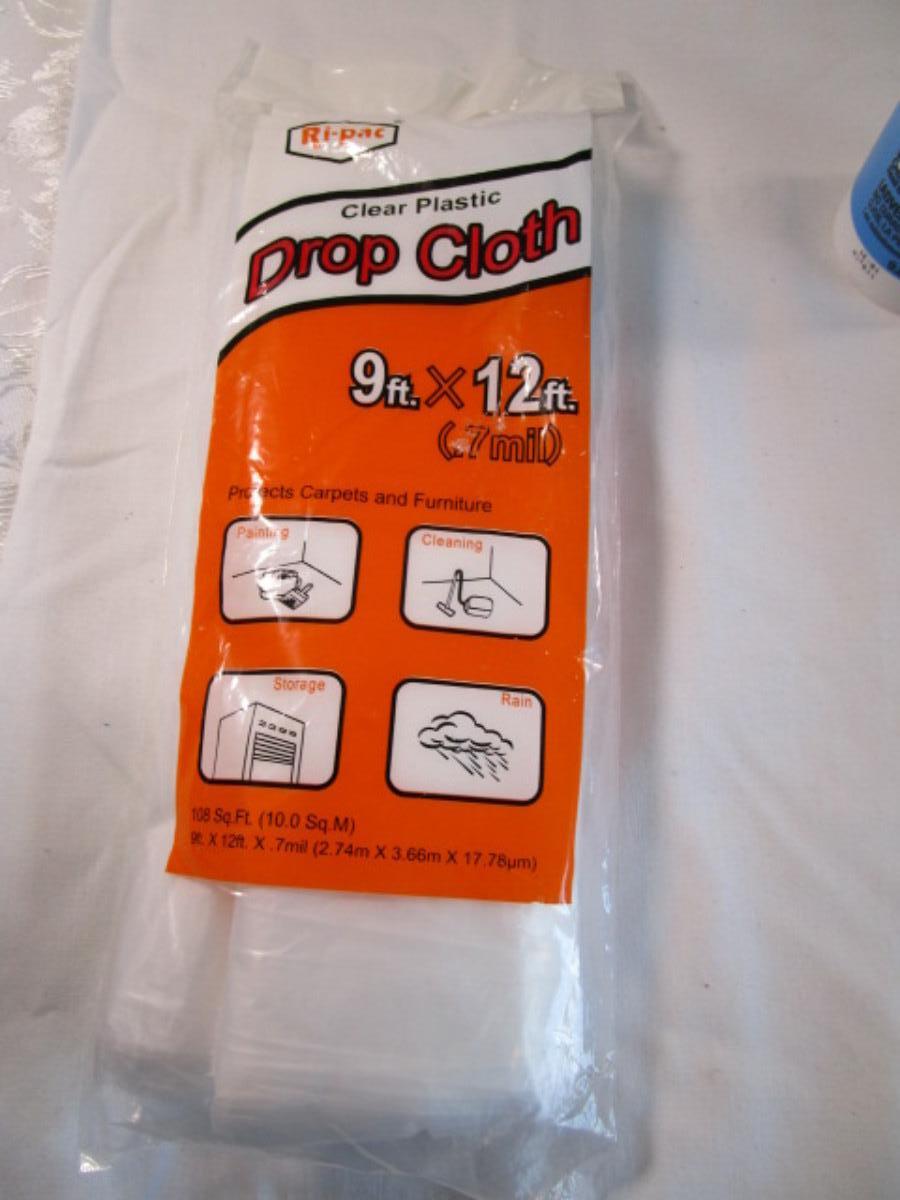 Ri-pac
Clear Plastic
Drop Cloth
9ft. X 12ft.
(.7mil)
Protects Carpets and Furniture
Painting
Cleaning
Storage
Rain
108 Sq.Ft. (10.0 Sq.M)
9ft. X 12ft. X .7mil (2.74m X 3.66m X 17.78µm)